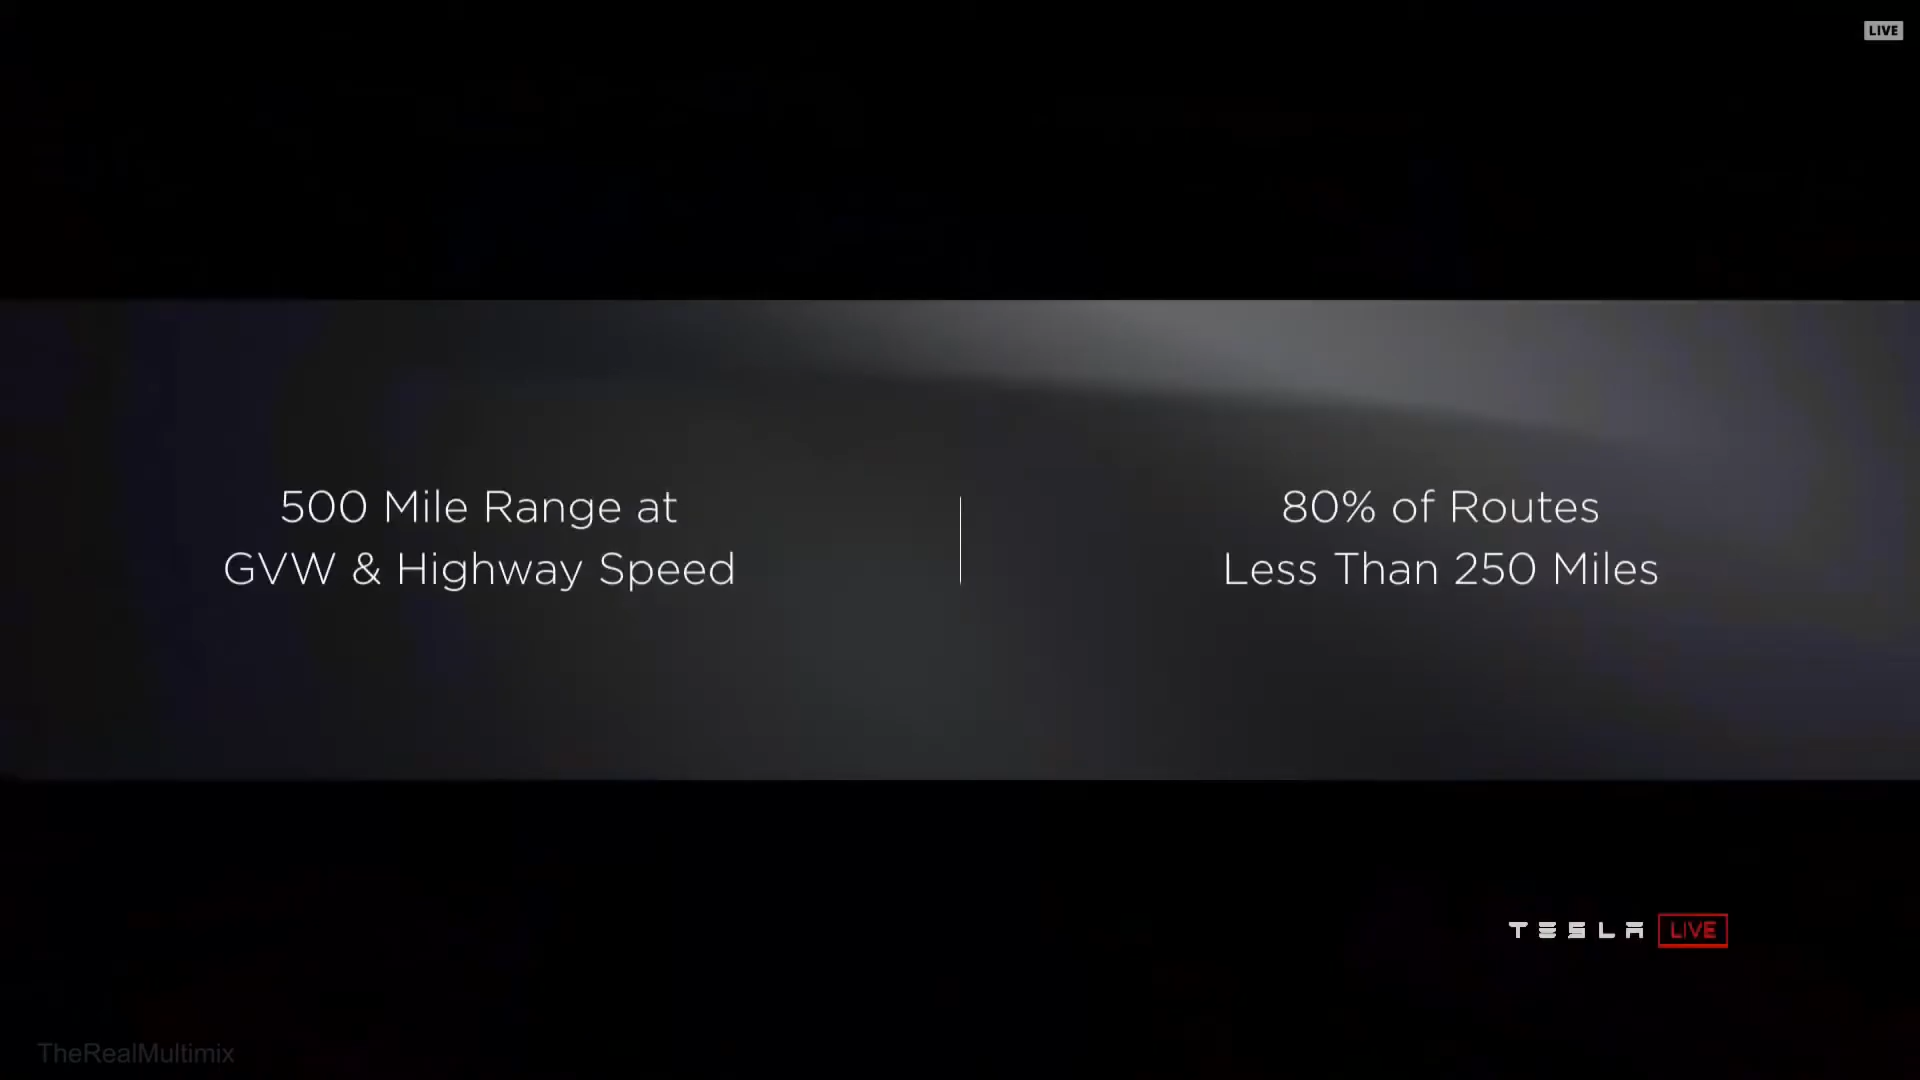 LIVE
500 Mile Range at
GVW & Highway Speed
80% of Routes
Less Than 250 Miles
TESLA LIVE
TheRealMultimix